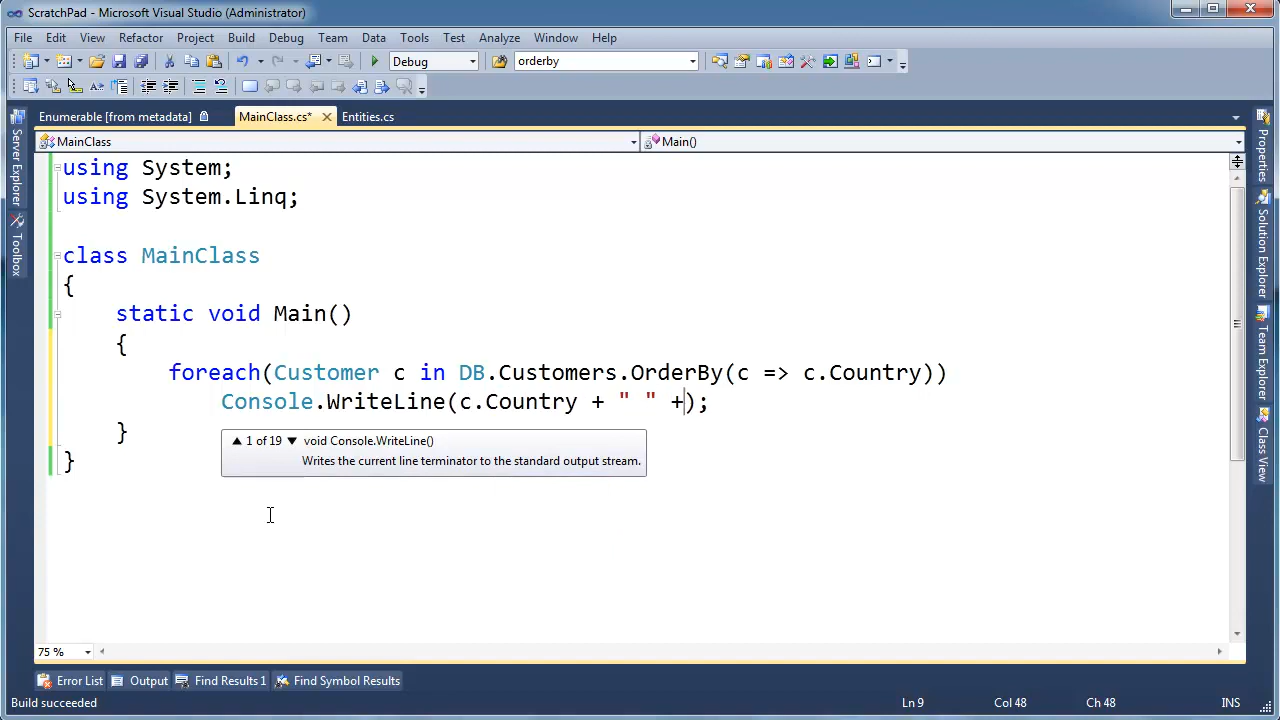 ScratchPad - Microsoft Visual Studio (Administrator)
File Edit View Refactor Project Build Debug Team Data Tools Test Analyze Window Help
Debug orderby
Enumerable [from metadata] MainClass.cs* Entities.cs
MainClass Main()
using System;
using System.Linq;
class MainClass
{
static void Main()
{
foreach(Customer c in DB.Customers.OrderBy(c => c.Country))
Console.WriteLine(c.Country + " " +);
}
1 of 19 void Console.WriteLine()
Writes the current line terminator to the standard output stream.
}
Server Explorer
Toolbox
Properties
Solution Explorer
Team Explorer
Class View
75 %
Error List Output Find Results 1 Find Symbol Results
Build succeeded Ln 9 Col 48 Ch 48 INS